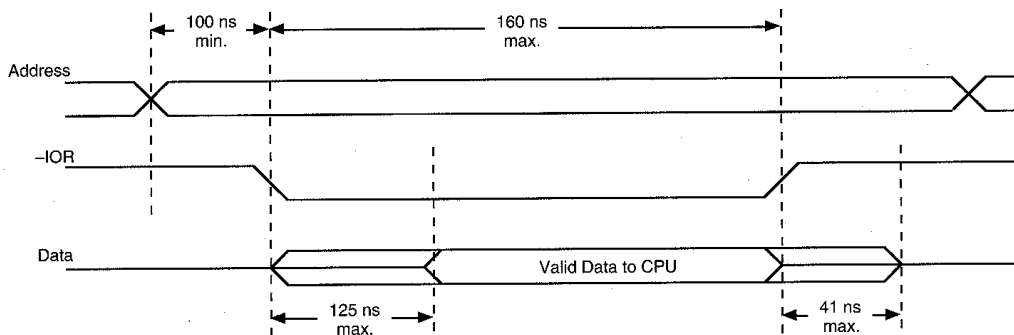 100 ns
min.
160 ns
max.
Address
–IOR
Data
Valid Data to CPU
125 ns
max.
41 ns
max.